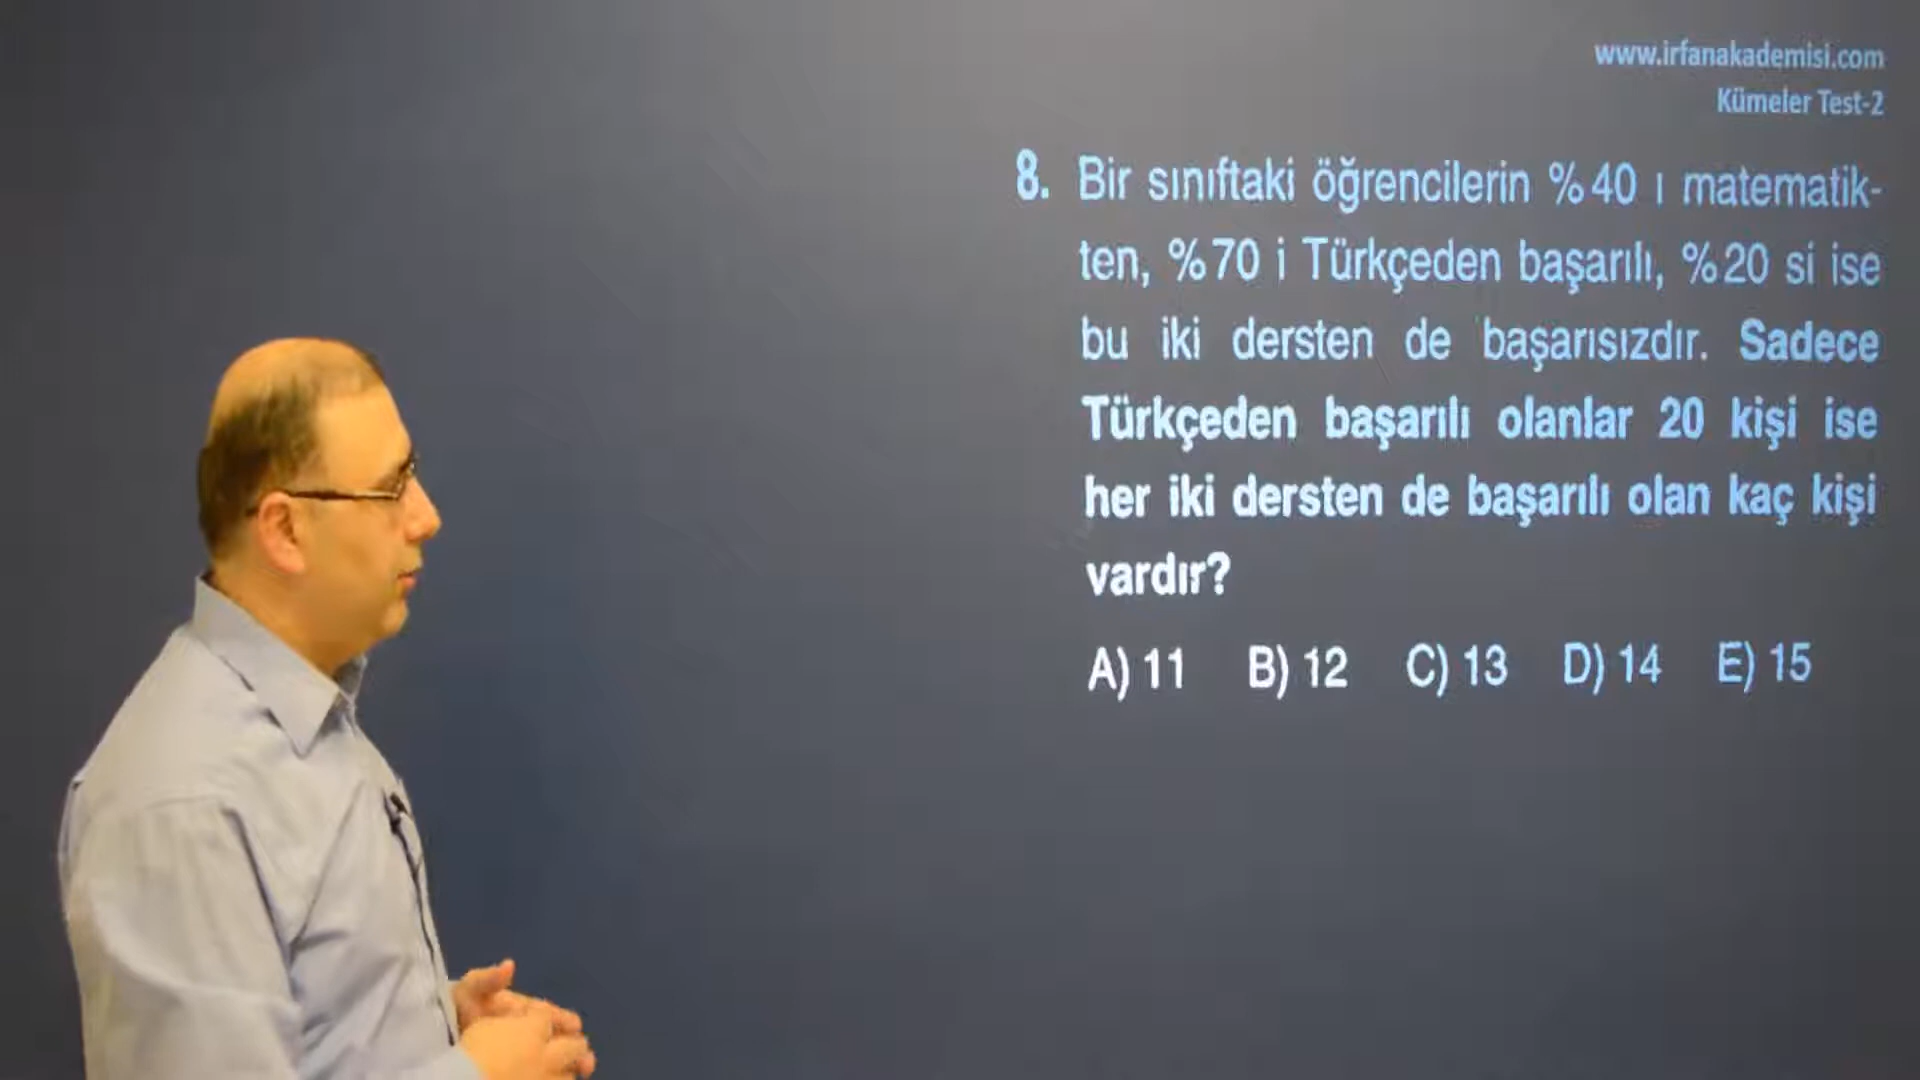 www.irfanakademisi.com
Kümeler Test-2
8. Bir sınıftaki öğrencilerin %40 ı matematik-
ten, %70 i Türkçeden başarılı, %20 si ise
bu iki dersten de başarısızdır. Sadece
Türkçeden başarılı olanlar 20 kişi ise
her iki dersten de başarılı olan kaç kişi
vardır?
A) 11 B) 12 C) 13 D) 14 E) 15